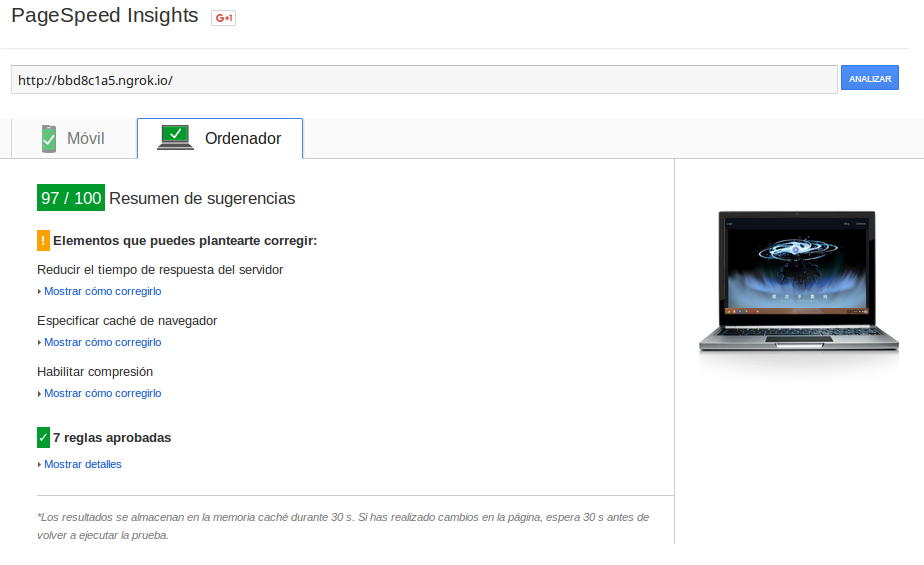 PageSpeed Insights G+1
http://bbd8c1a5.ngrok.io/
ANALIZAR
Móvil
Ordenador
97 / 100 Resumen de sugerencias
! Elementos que puedes plantearte corregir:
Reducir el tiempo de respuesta del servidor
Mostrar cómo corregirlo
Especificar caché de navegador
Mostrar cómo corregirlo
Habilitar compresión
Mostrar cómo corregirlo
7 reglas aprobadas
Mostrar detalles
*Los resultados se almacenan en la memoria caché durante 30 s. Si has realizado cambios en la página, espera 30 s antes de
volver a ejecutar la prueba.